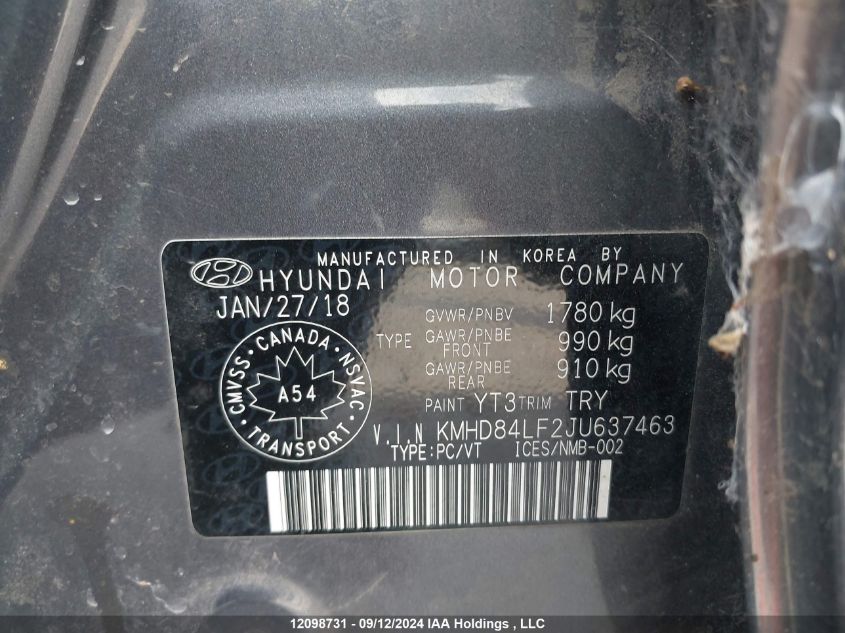 MANUFACTURED IN KOREA BY
HYUNDAI MOTOR COMPANY
JAN/27/18
GVWR/PNBV 1780 kg
TYPE GAWR/PNBE FRONT 990 kg
GAWR/PNBE REAR 910 kg
CMVSS · CANADA · NSVAC · TRANSPORT ·
A54
PAINT YT3 TRIM TRY
V.I.N KMHD84LF2JU637463
TYPE:PC/VT ICES/NMB-002
12098731 - 09/12/2024 IAA Holdings , LLC